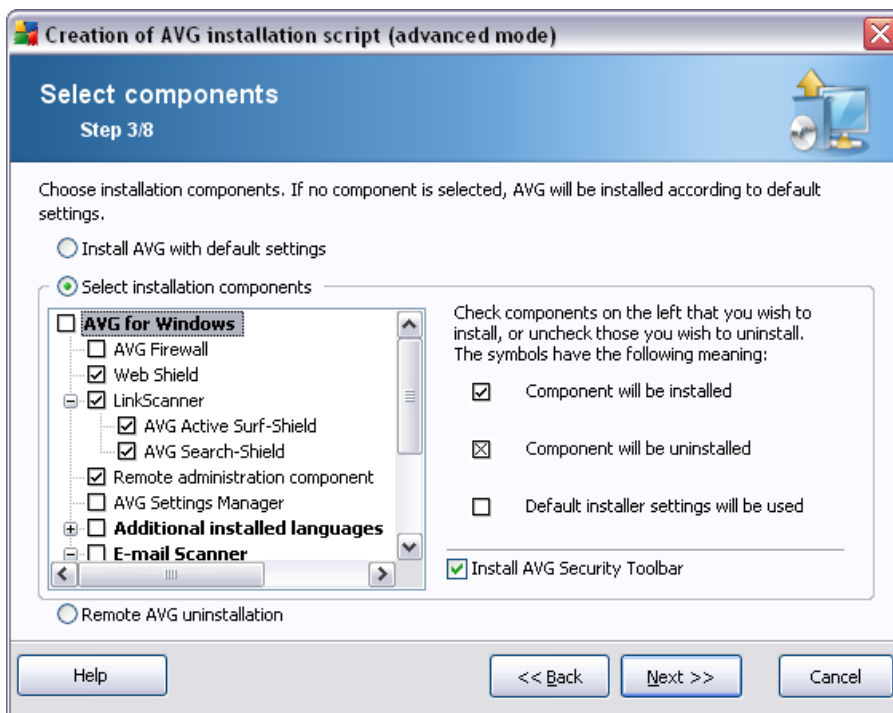 Creation of AVG installation script (advanced mode)
Select components
Step 3/8
Choose installation components. If no component is selected, AVG will be installed according to default
settings.
Install AVG with default settings
Select installation components
AVG for Windows
AVG Firewall
Web Shield
LinkScanner
AVG Active Surf-Shield
AVG Search-Shield
Remote administration component
AVG Settings Manager
Additional installed languages
E-mail Scanner
Check components on the left that you wish to
install, or uncheck those you wish to uninstall.
The symbols have the following meaning:
Component will be installed
Component will be uninstalled
Default installer settings will be used
Install AVG Security Toolbar
Remote AVG uninstallation
Help
<< Back
Next >>
Cancel